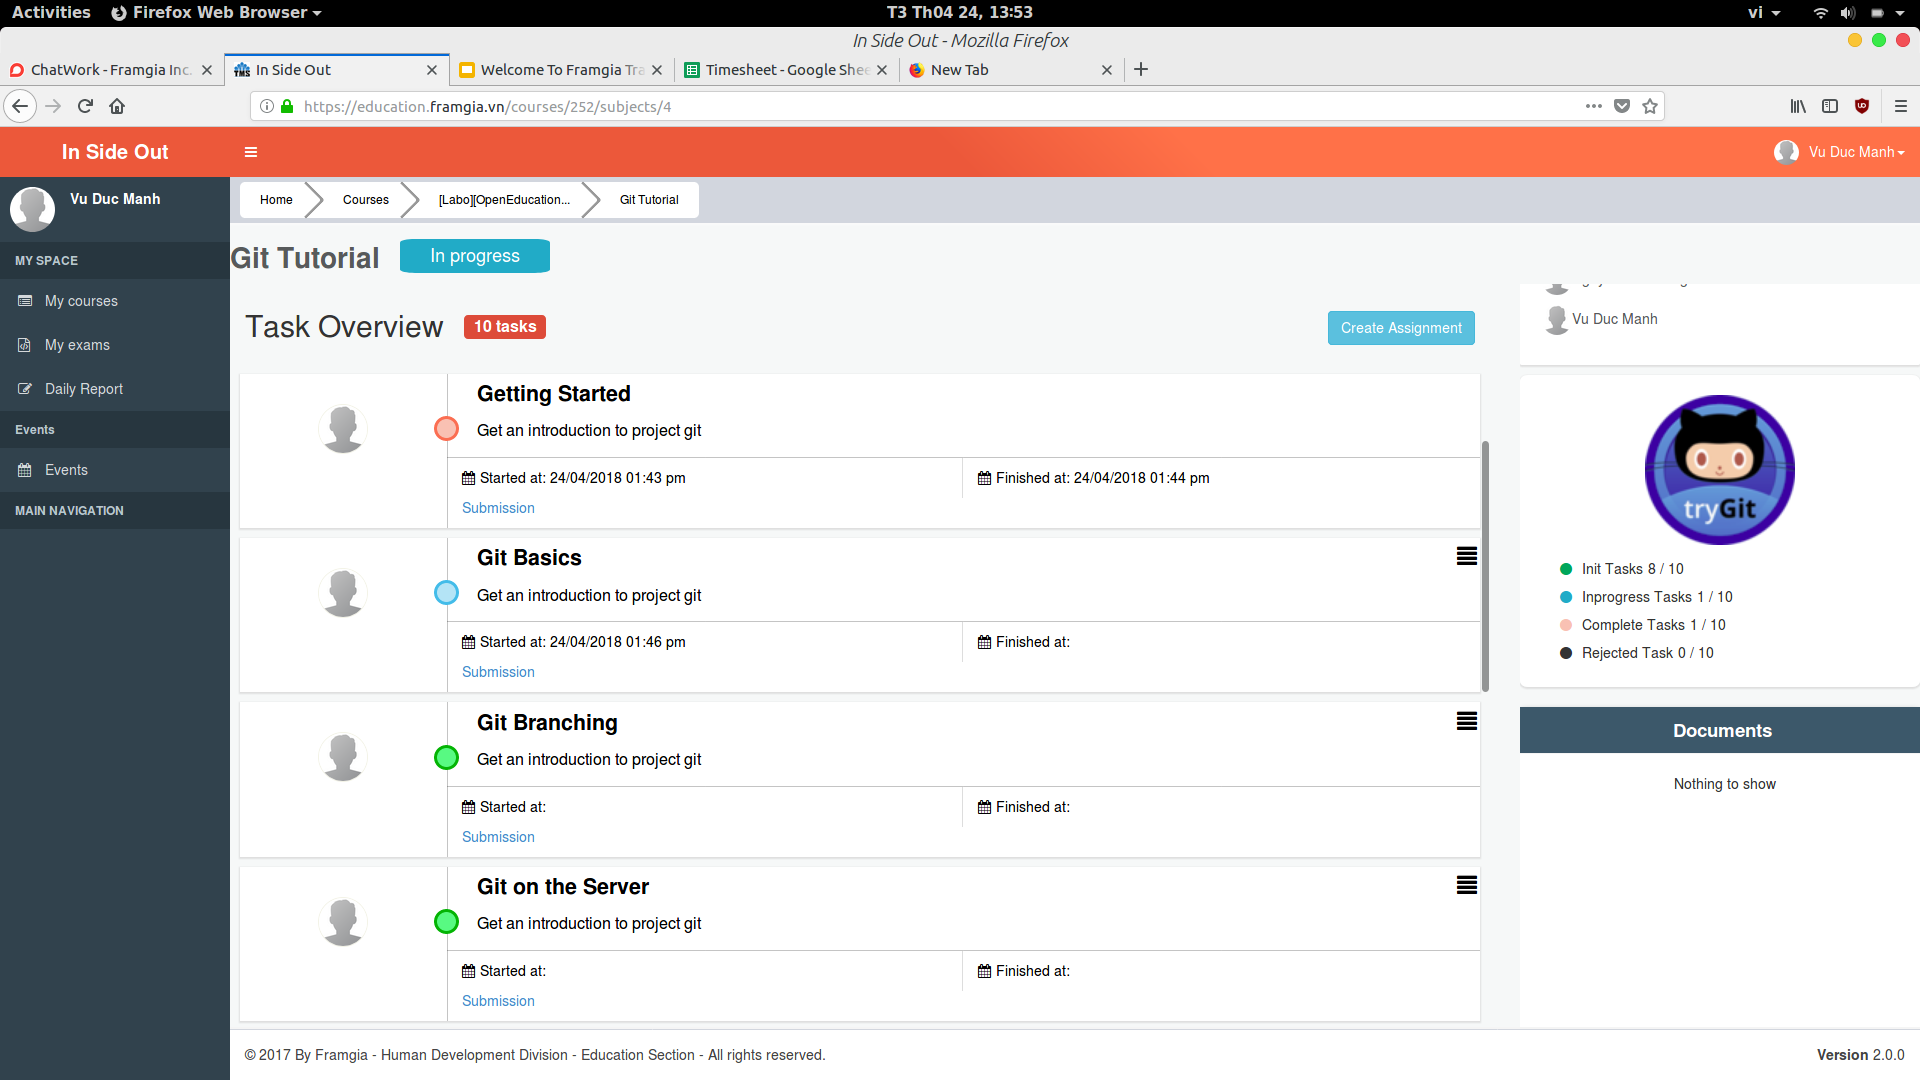 Activities
Firefox Web Browser
T3 Th04 24, 13:53
vi
In Side Out - Mozilla Firefox
ChatWork - Framgia Inc.
In Side Out
Welcome To Framgia Tra
Timesheet - Google Shee
New Tab
https://education.framgia.vn/courses/252/subjects/4
In Side Out
Vu Duc Manh
Vu Duc Manh
MY SPACE
My courses
My exams
Daily Report
Events
Events
MAIN NAVIGATION
Home
Courses
[Labo][OpenEducation...
Git Tutorial
Git Tutorial
In progress
Task Overview
10 tasks
Create Assignment
Getting Started
Get an introduction to project git
Started at: 24/04/2018 01:43 pm
Finished at: 24/04/2018 01:44 pm
Submission
Git Basics
Get an introduction to project git
Started at: 24/04/2018 01:46 pm
Finished at:
Submission
Git Branching
Get an introduction to project git
Started at:
Finished at:
Submission
Git on the Server
Get an introduction to project git
Started at:
Finished at:
Submission
Vu Duc Manh
tryGit
Init Tasks 8 / 10
Inprogress Tasks 1 / 10
Complete Tasks 1 / 10
Rejected Task 0 / 10
Documents
Nothing to show
© 2017 By Framgia - Human Development Division - Education Section - All rights reserved.
Version 2.0.0